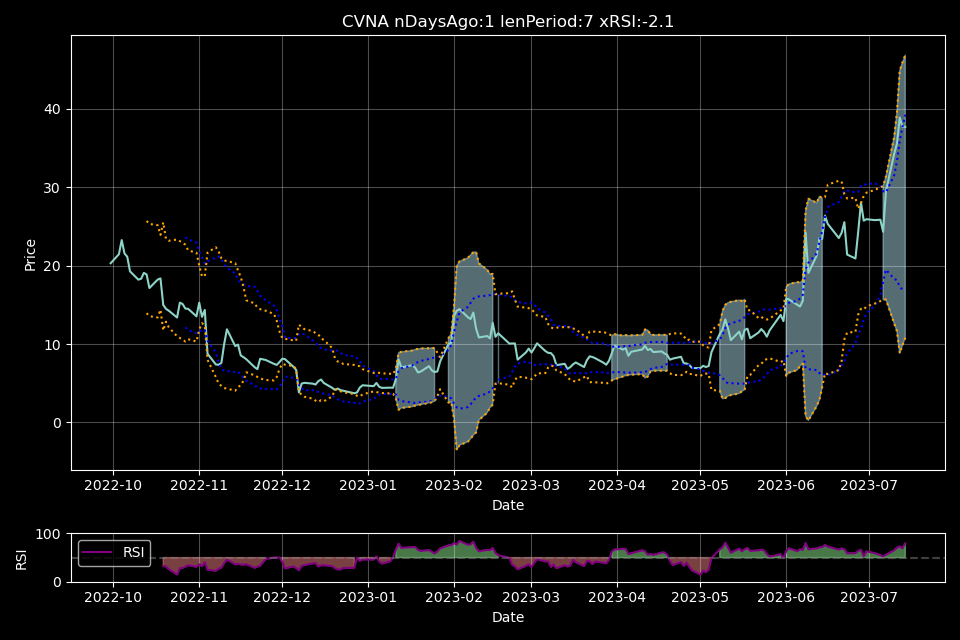 CVNA nDaysAgo:1 lenPeriod:7 xRSI:-2.1
Price
40
30
20
10
0
2022-10 2022-11 2022-12 2023-01 2023-02 2023-03 2023-04 2023-05 2023-06 2023-07
Date
RSI
100
0
RSI
2022-10 2022-11 2022-12 2023-01 2023-02 2023-03 2023-04 2023-05 2023-06 2023-07
Date